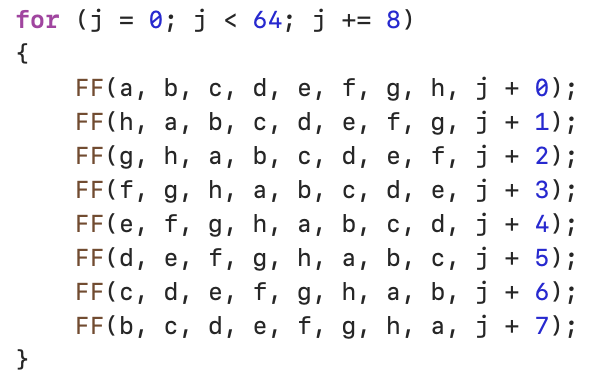 for (j = 0; j < 64; j += 8)
{
    FF(a, b, c, d, e, f, g, h, j + 0);
    FF(h, a, b, c, d, e, f, g, j + 1);
    FF(g, h, a, b, c, d, e, f, j + 2);
    FF(f, g, h, a, b, c, d, e, j + 3);
    FF(e, f, g, h, a, b, c, d, j + 4);
    FF(d, e, f, g, h, a, b, c, j + 5);
    FF(c, d, e, f, g, h, a, b, j + 6);
    FF(b, c, d, e, f, g, h, a, j + 7);
}